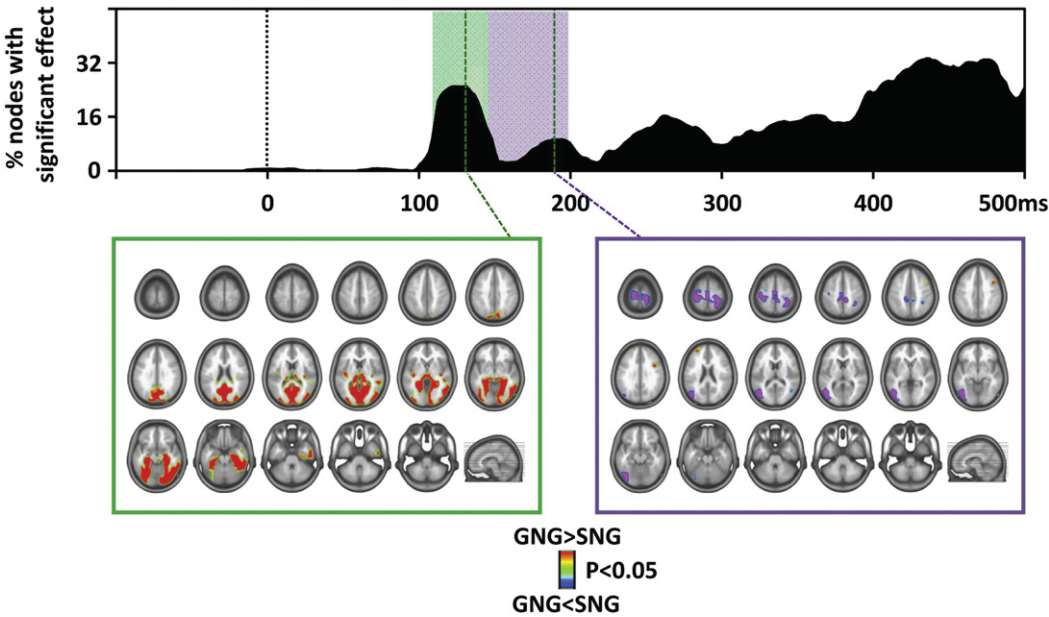 % nodes with
significant effect
32
16
0
0 100 200 300 400 500ms
GNG>SNG
P<0.05
GNG<SNG